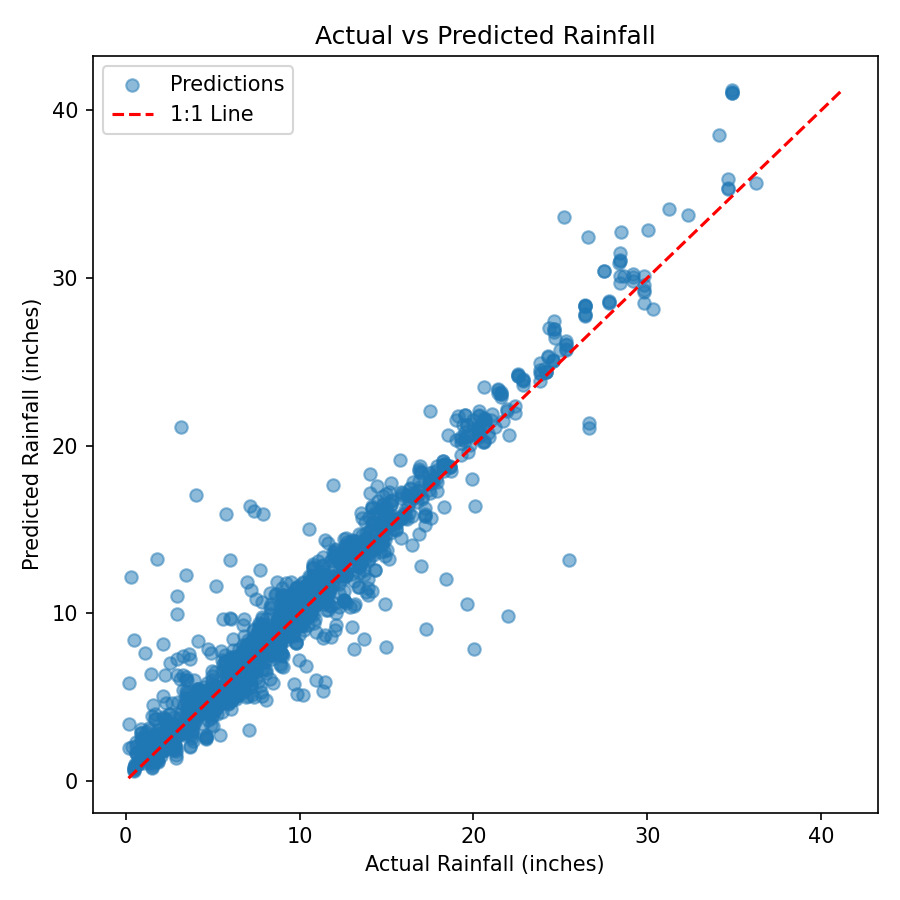 Actual vs Predicted Rainfall
Predictions
1:1 Line
40
30
20
10
0
Predicted Rainfall (inches)
0 10 20 30 40
Actual Rainfall (inches)